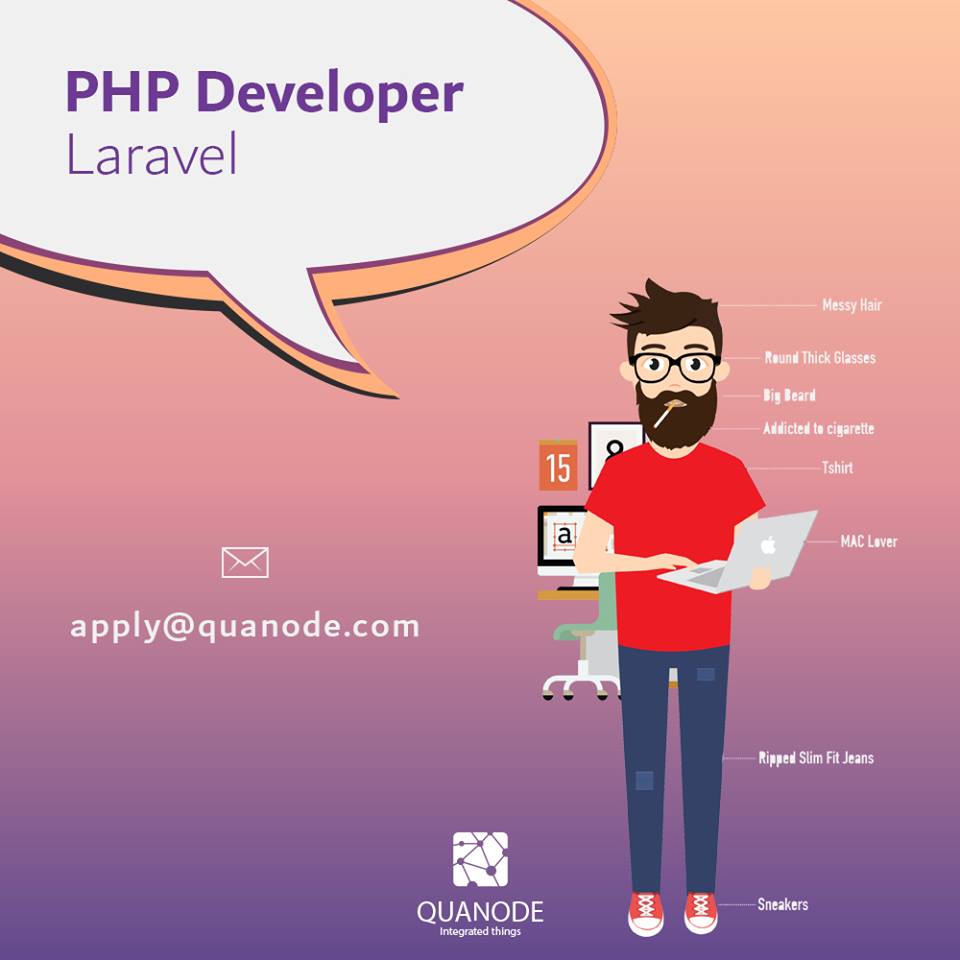 PHP Developer
Laravel
Messy Hair
Round Thick Glasses
Big Beard
Addicted to cigarette
15
Tshirt
a
MAC Lover
apply@quanode.com
Ripped Slim Fit Jeans
Sneakers
QUANODE
Integrated things